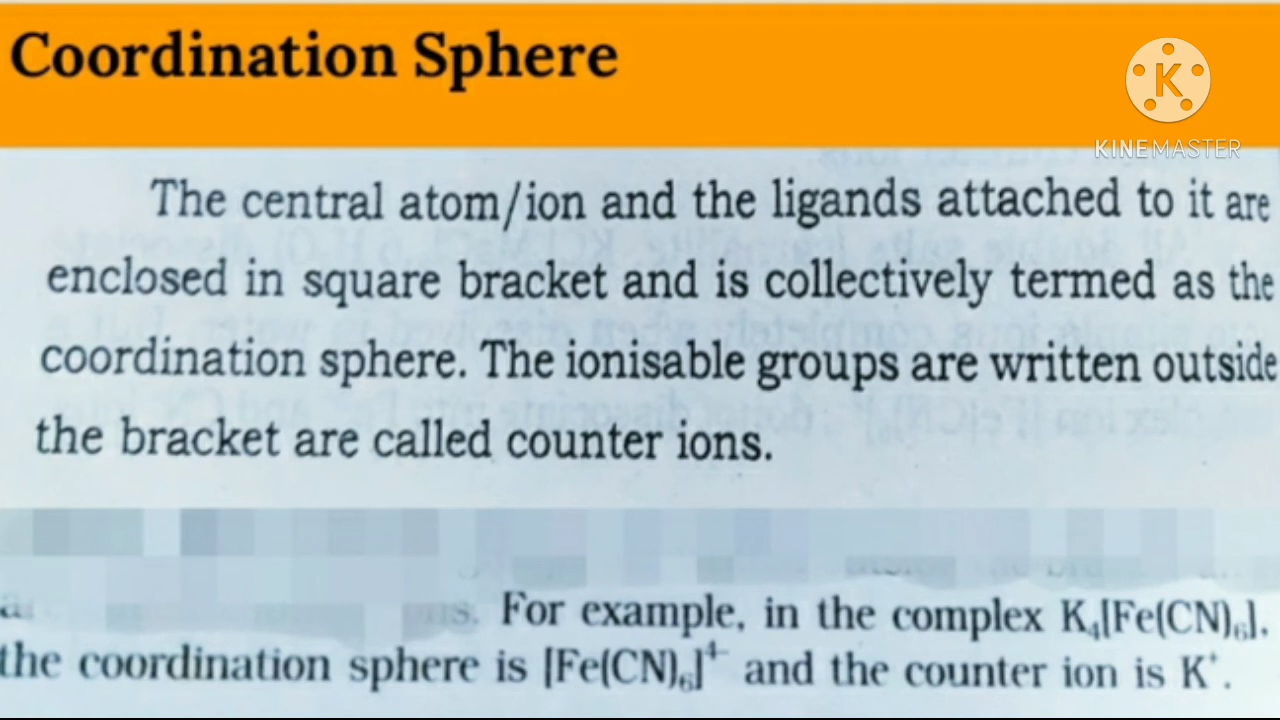 Coordination Sphere
K
KINEMASTER
The central atom/ion and the ligands attached to it are
enclosed in square bracket and is collectively termed as the
coordination sphere. The ionisable groups are written outside
the bracket are called counter ions.
For example, in the complex K₄[Fe(CN)₆],
the coordination sphere is [Fe(CN)₆]⁴⁻ and the counter ion is K⁺.